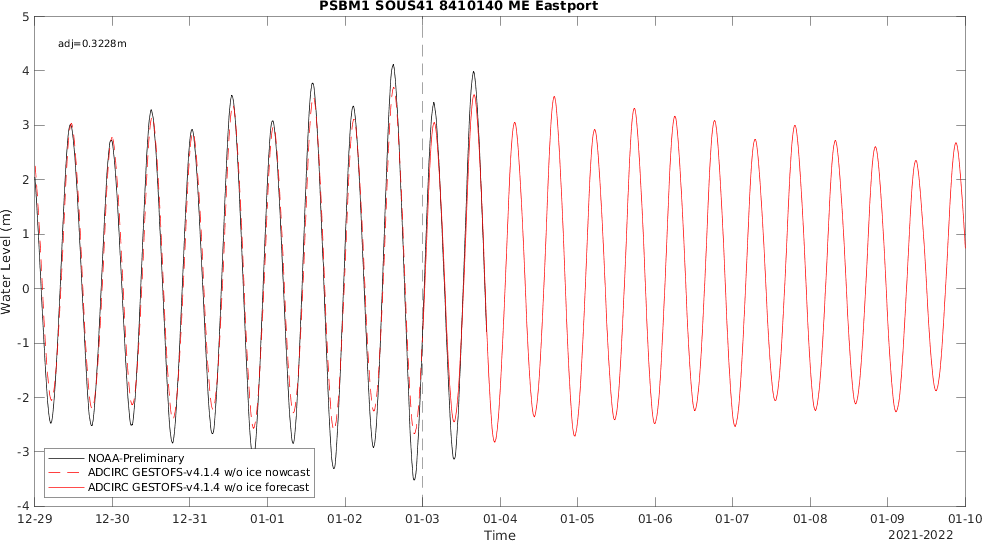 PSBM1 SOUS41 8410140 ME Eastport
adj=0.3228m
Water Level (m)
5
4
3
2
1
0
-1
-2
-3
-4
NOAA-Preliminary
ADCIRC GESTOFS-v4.1.4 w/o ice nowcast
ADCIRC GESTOFS-v4.1.4 w/o ice forecast
12-29 12-30 12-31 01-01 01-02 01-03 01-04 01-05 01-06 01-07 01-08 01-09 01-10
Time
2021-2022